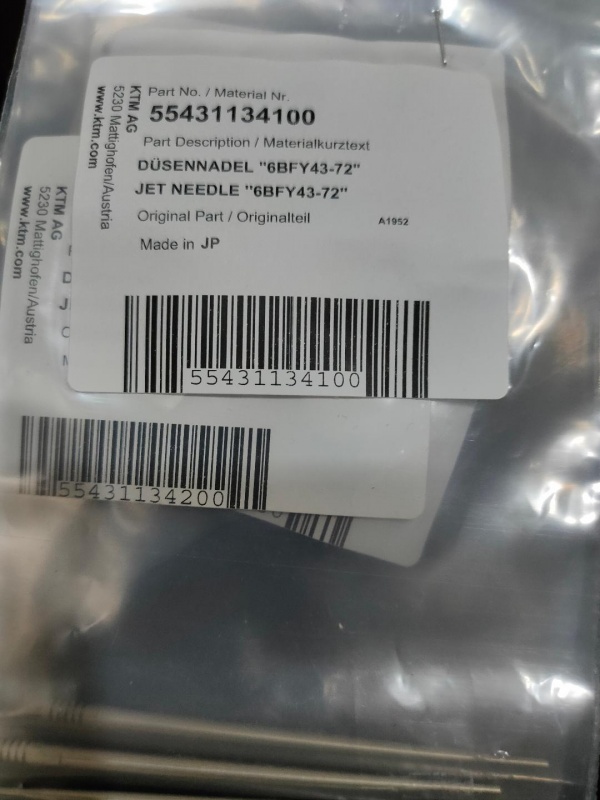 KTM AG
5230 Mattighofen/Austria
www.ktm.com
Part No. / Material Nr.
55431134100
Part Description / Materialkurztext
DÜSENNADEL "6BFY43-72"
JET NEEDLE "6BFY43-72"
Original Part / Originalteil
A1952
Made in JP
55431134100
KTM AG
5230 Mattighofen/Austria
www.ktm.com
55431134200